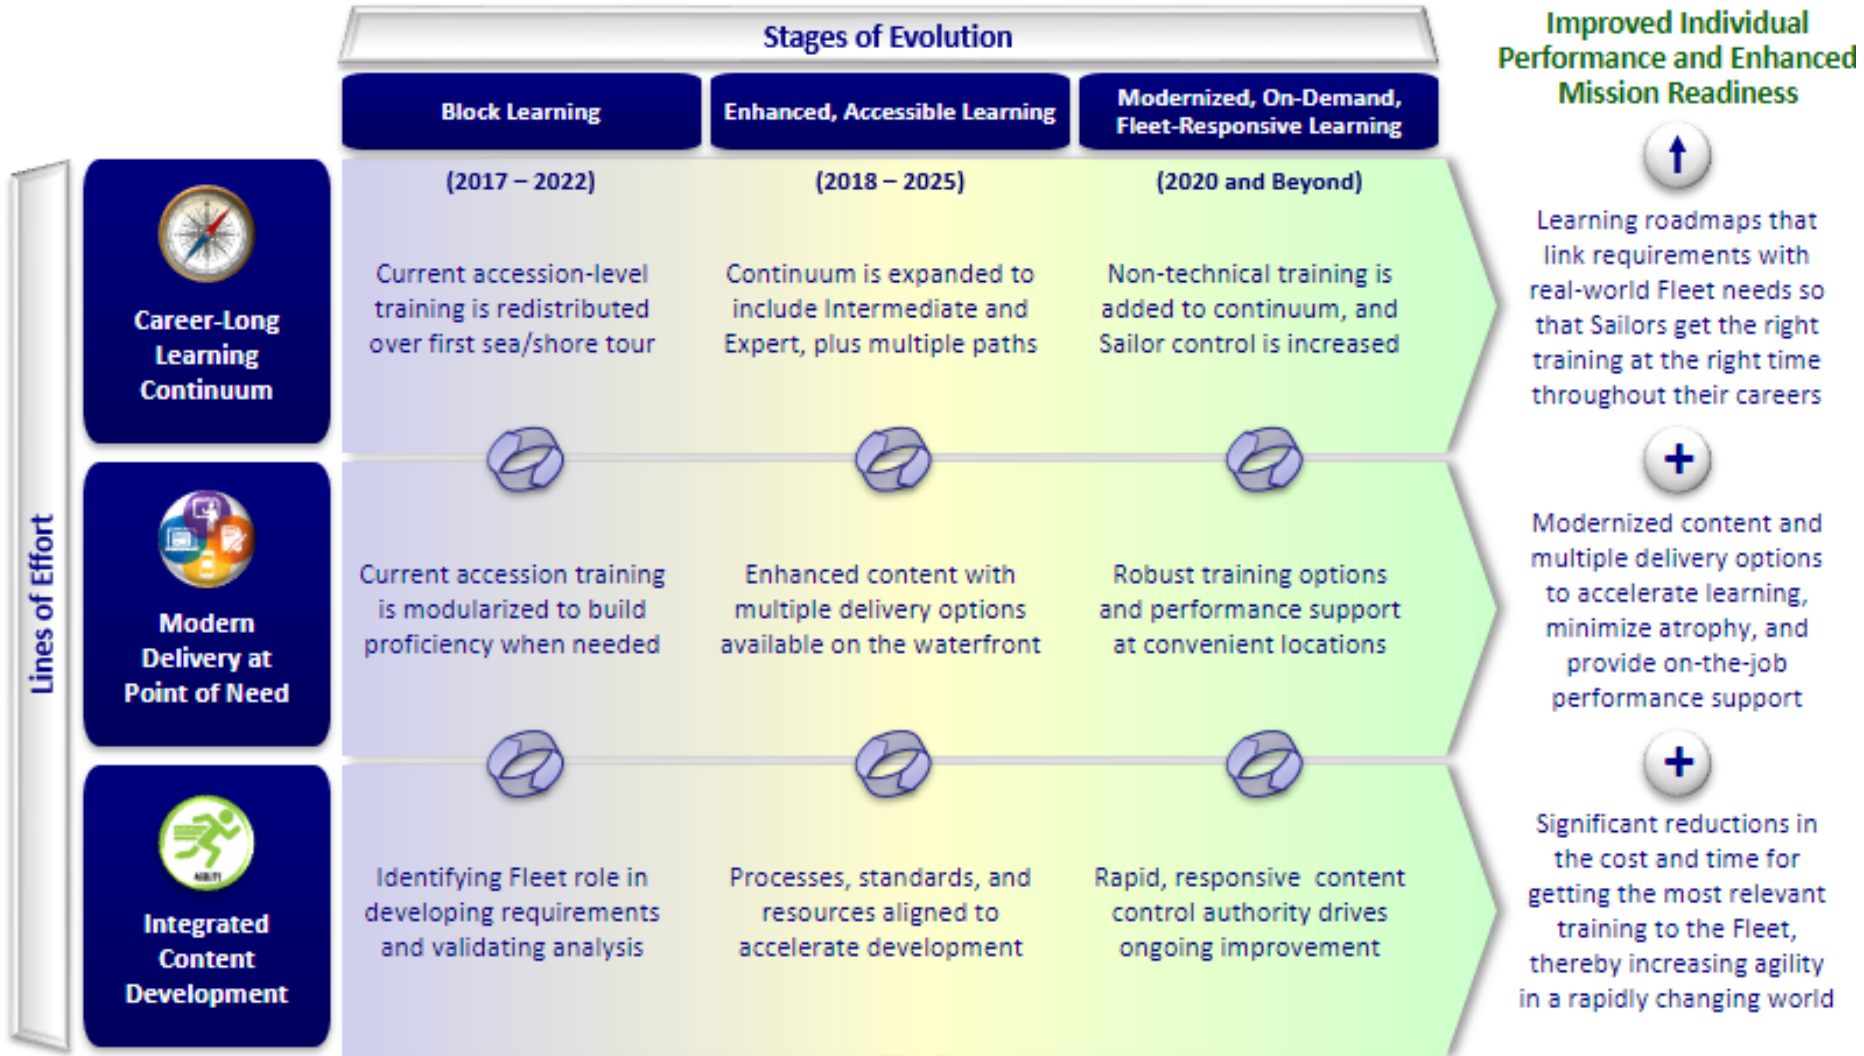 Stages of Evolution
Improved Individual
Performance and Enhanced
Mission Readiness
Block Learning
Enhanced, Accessible Learning
Modernized, On-Demand,
Fleet-Responsive Learning
(2017 – 2022)
(2018 – 2025)
(2020 and Beyond)
Lines of Effort
Career-Long
Learning
Continuum
Current accession-level
training is redistributed
over first sea/shore tour
Continuum is expanded to
include Intermediate and
Expert, plus multiple paths
Non-technical training is
added to continuum, and
Sailor control is increased
Learning roadmaps that
link requirements with
real-world Fleet needs so
that Sailors get the right
training at the right time
throughout their careers
+
Modern
Delivery at
Point of Need
Current accession training
is modularized to build
proficiency when needed
Enhanced content with
multiple delivery options
available on the waterfront
Robust training options
and performance support
at convenient locations
Modernized content and
multiple delivery options
to accelerate learning,
minimize atrophy, and
provide on-the-job
performance support
+
AGILITY
Integrated
Content
Development
Identifying Fleet role in
developing requirements
and validating analysis
Processes, standards, and
resources aligned to
accelerate development
Rapid, responsive content
control authority drives
ongoing improvement
Significant reductions in
the cost and time for
getting the most relevant
training to the Fleet,
thereby increasing agility
in a rapidly changing world